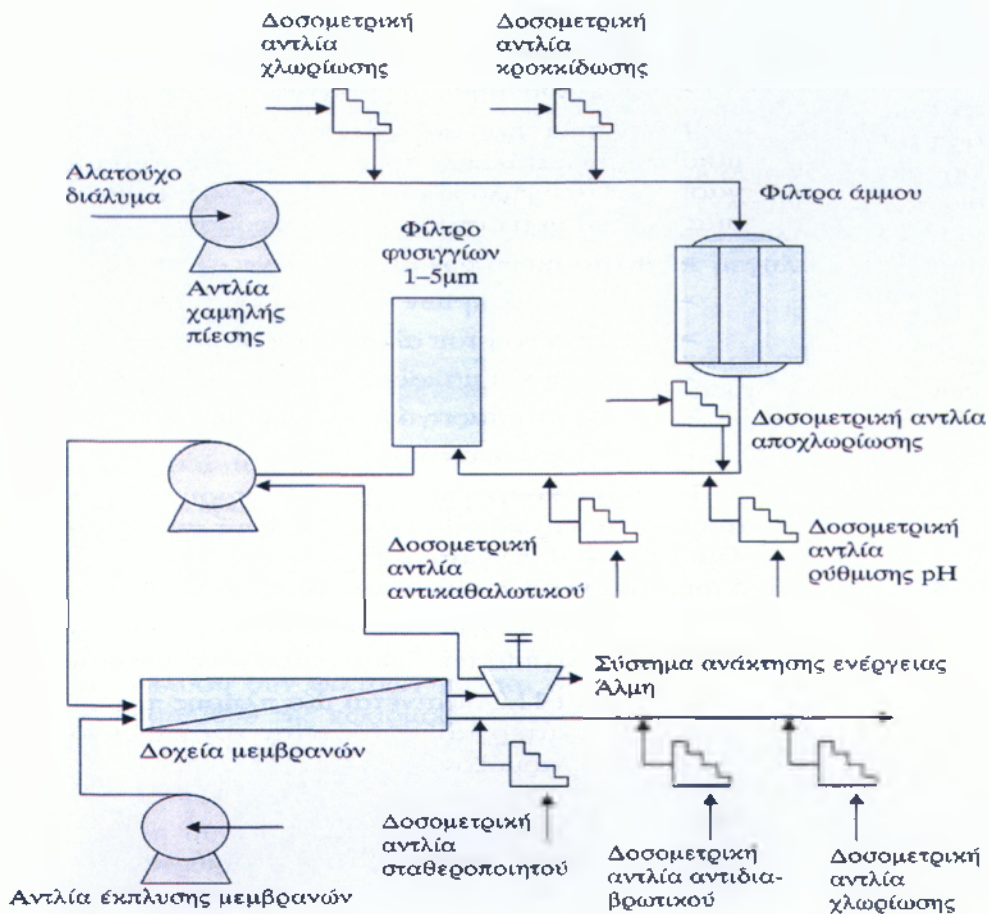 Δοσομετρική
αντλία
χλωρίωσης
Δοσομετρική
αντλία
κροκκίδωσης
Αλατούχο
διάλυμα
Φίλτρα άμμου
Φίλτρο
φυσιγγίων
1–5μm
Αντλία
χαμηλής
πίεσης
Δοσομετρική αντλία
αποχλωρίωσης
Δοσομετρική
αντλία
αντικαθαλωτικού
Δοσομετρική
αντλία
ρύθμισης pH
Σύστημα ανάκτησης ενέργειας
Άλμη
Δοχεία μεμβρανών
Δοσομετρική
αντλία
σταθεροποιητού
Δοσομετρική
αντλία αντιδια-
βρωτικού
Δοσομετρική
αντλία
χλωρίωσης
Αντλία έκπλυσης μεμβρανών